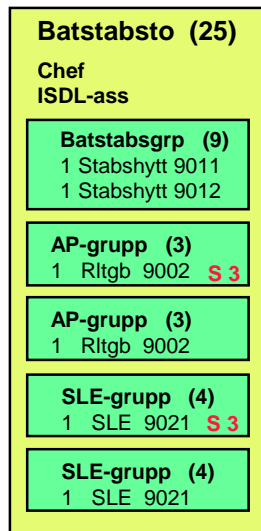 Batstabsto (25)
Chef
ISDL-ass
Batstabsgrp (9)
1 Stabshytt 9011
1 Stabshytt 9012
AP-grupp (3)
1 Rltgb 9002 S 3
AP-grupp (3)
1 Rltgb 9002
SLE-grupp (4)
1 SLE 9021 S 3
SLE-grupp (4)
1 SLE 9021